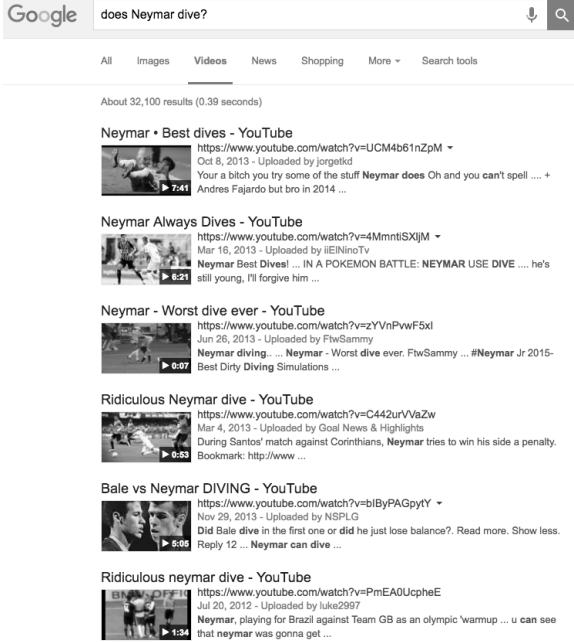 Google does Neymar dive?
All Images Videos News Shopping More Search tools
About 32,100 results (0.39 seconds)
Neymar • Best dives - YouTube
https://www.youtube.com/watch?v=UCM4b61nZpM
Oct 8, 2013 - Uploaded by jorgetkd
7:41 Your a bitch you try some of the stuff Neymar does Oh and you can't spell .... +
Andres Fajardo but bro in 2014 ...
Neymar Always Dives - YouTube
https://www.youtube.com/watch?v=4MmntiSXljM
Mar 16, 2013 - Uploaded by iiElNinoTv
Neymar Best Dives! ... IN A POKEMON BATTLE: NEYMAR USE DIVE .... he's
6:21 still young, I'll forgive him ...
Neymar - Worst dive ever - YouTube
https://www.youtube.com/watch?v=zYVnPvwF5xI
Jun 26, 2013 - Uploaded by FtwSammy
Neymar diving.. ... Neymar - Worst dive ever. FtwSammy ... #Neymar Jr 2015-
0:07 Best Dirty Diving Simulations ...
Ridiculous Neymar dive - YouTube
https://www.youtube.com/watch?v=C442urVVaZw
Mar 4, 2013 - Uploaded by Goal News & Highlights
During Santos' match against Corinthians, Neymar tries to win his side a penalty.
0:53 Bookmark: http://www ...
Bale vs Neymar DIVING - YouTube
https://www.youtube.com/watch?v=bIByPAGpytY
Nov 29, 2013 - Uploaded by NSPLG
Did Bale dive in the first one or did he just lose balance?. Read more. Show less.
5:05 Reply 12 ... Neymar can dive ...
Ridiculous neymar dive - YouTube
https://www.youtube.com/watch?v=PmEA0UcpheE
Jul 20, 2012 - Uploaded by luke2997
Neymar, playing for Brazil against Team GB as an olympic 'warmup ... u can see
1:34 that neymar was gonna get ...